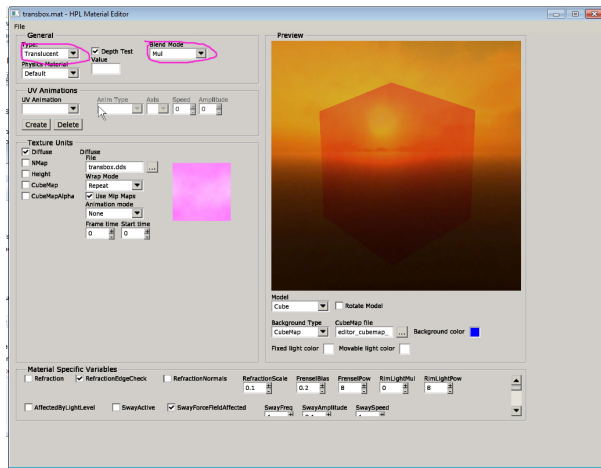 transbox.mat - HPL Material Editor
File
General
Type:
Translucent
Depth Test
Blend Mode
Mul
Physics Material
Default
Value
UV Animations
UV Animation
Anim Type
Axis
Speed
Amplitude
0
0
Create
Delete
Texture Units
Diffuse
NMap
Height
CubeMap
CubeMapAlpha
Diffuse
File
transbox.dds
...
Wrap Mode
Repeat
Use Mip Maps
Animation mode
None
Frame time
Start time
0
0
Preview
Model
Cube
Rotate Model
Background Type
CubeMap file
CubeMap
editor_cubemap_
...
Background color
Fixed light color
Movable light color
Material Specific Variables
Refraction
RefractionEdgeCheck
RefractionNormals
RefractionScale
FrenselBias
FrenselPow
RimLightMul
RimLightPow
0.1
0.2
8
0
8
AffectedByLightLevel
SwayActive
SwayForceFieldAffected
SwayFreq
SwayAmplitude
SwaySpeed